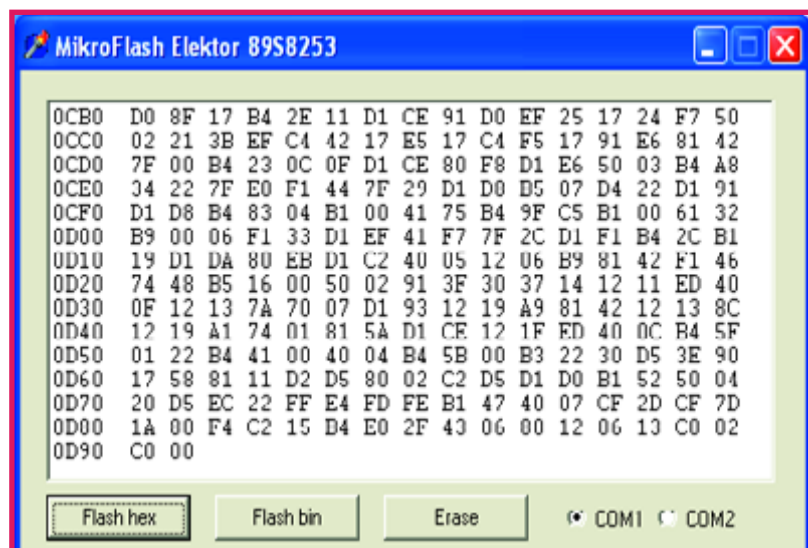 MikroFlash Elektor 89S8253
0CB0 D0 8F 17 B4 2E 11 D1 CE 91 D0 EF 25 17 24 F7 50
0CC0 02 21 3B EF C4 42 17 E5 17 C4 F5 17 91 E6 81 42
0CD0 7F 00 B4 23 0C 0F D1 CE 80 F8 D1 E6 50 03 B4 A8
0CE0 34 22 7F E0 F1 44 7F 29 D1 D0 B5 07 D4 22 D1 91
0CF0 D1 D8 B4 83 04 B1 00 41 75 B4 9F C5 B1 00 61 32
0D00 B9 00 06 F1 33 D1 EF 41 F7 7F 2C D1 F1 B4 2C B1
0D10 19 D1 DA 80 EB D1 C2 40 05 12 06 B9 81 42 F1 46
0D20 74 48 B5 16 00 50 02 91 3F 30 37 14 12 11 ED 40
0D30 0F 12 13 7A 70 07 D1 93 12 19 A9 81 42 12 13 8C
0D40 12 19 A1 74 01 81 5A D1 CE 12 1F ED 40 0C B4 5F
0D50 01 22 B4 41 00 40 04 B4 5B 00 B3 22 30 D5 3E 90
0D60 17 58 81 11 D2 D5 80 02 C2 D5 D1 D0 B1 52 50 04
0D70 20 D5 EC 22 FF E4 FD FE B1 47 40 07 CF 2D CF 7D
1A 00 F4 C2 15 B4 E0 2F 43 06 00 12 06 13 C0 02
0D90 C0 00
Flash hex Flash bin Erase COM1 COM2